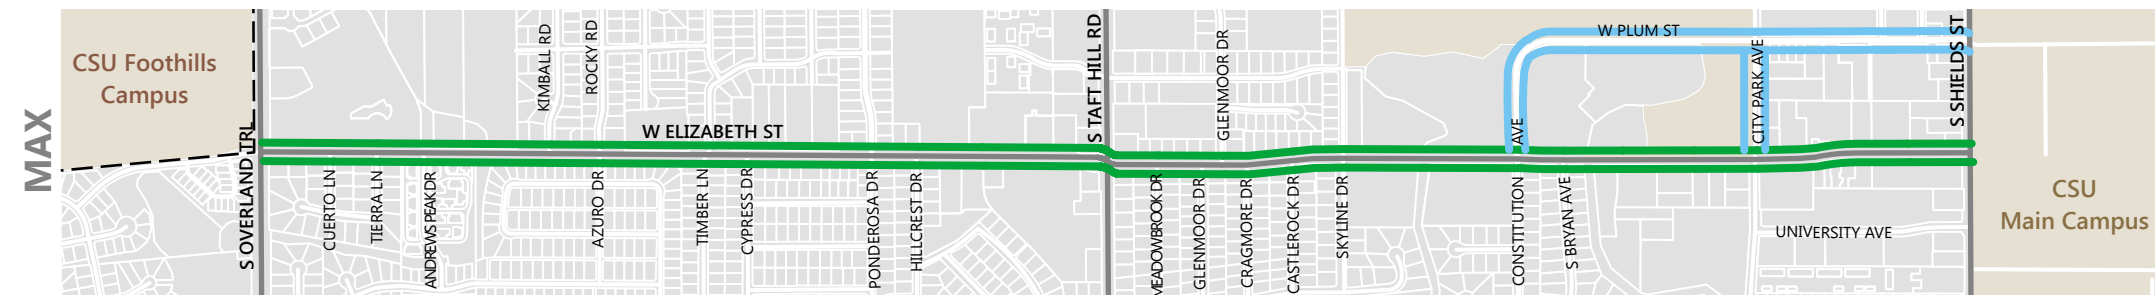 MAX
CSU Foothills
Campus
S OVERLAND TRL
CUERTO LN
TIERRA LN
ANDREWS PEAK DR
KIMBALL RD
ROCKY RD
AZURO DR
W ELIZABETH ST
TIMBER LN
CYPRESS DR
PONDEROSA DR
HILLCREST DR
S TAFT HILL RD
MEADOWBROOK DR
GLENMOOR DR
GLENMOOR DR
CRAGMORE DR
CASTLEROCK DR
SKYLINE DR
CONSTITUTION AVE
S BRYAN AVE
W PLUM ST
CITY PARK AVE
UNIVERSITY AVE
S SHIELDS ST
CSU
Main Campus